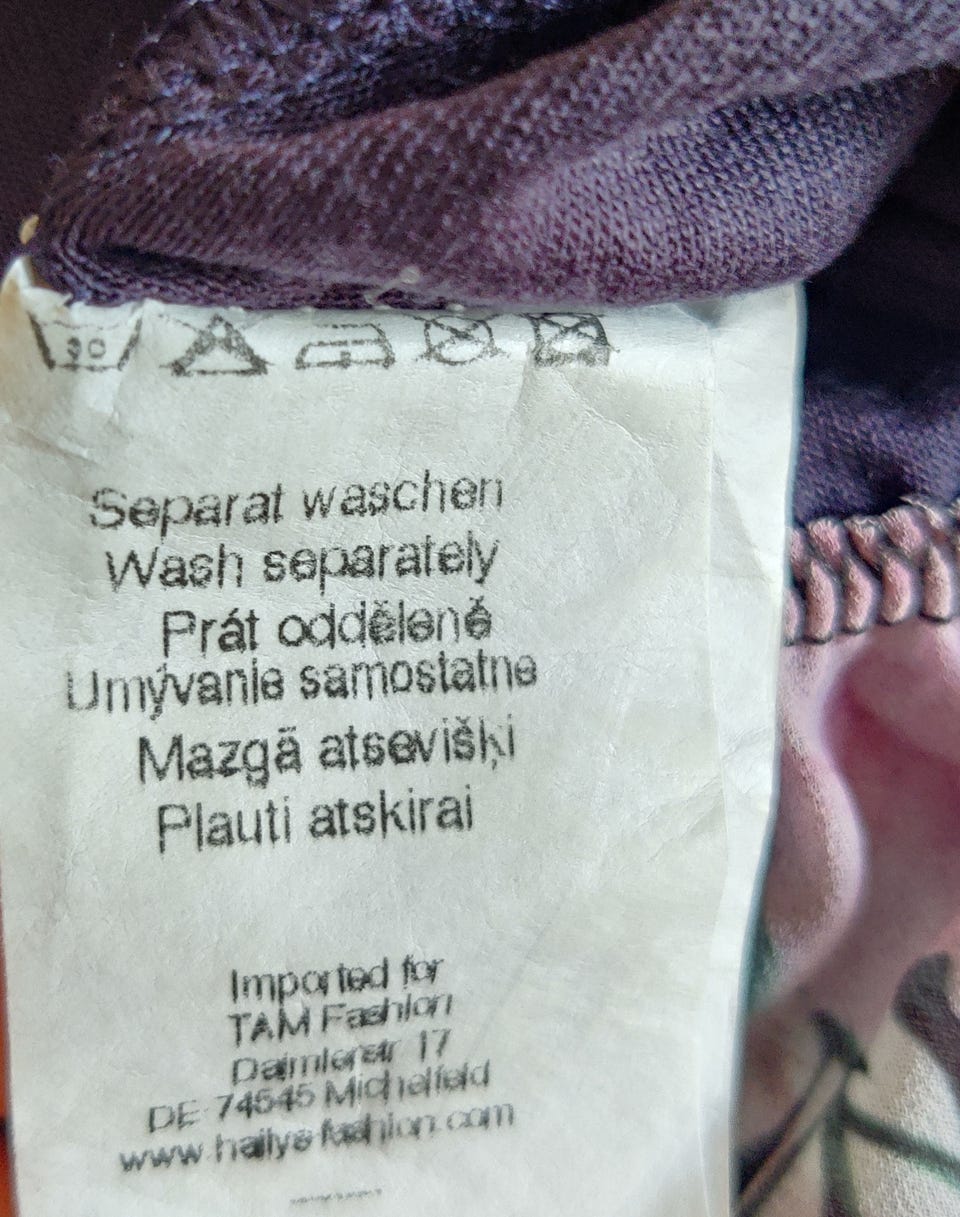 30
Separat waschen
Wash separately
Prát odděleně
Umývanie samostatne
Mazgā atsevišķi
Plauti atskirai
Imported for
TAM Fashion
Daimlerstr 17
DE 74545 Michelfeld
www.hailys-fashion.com